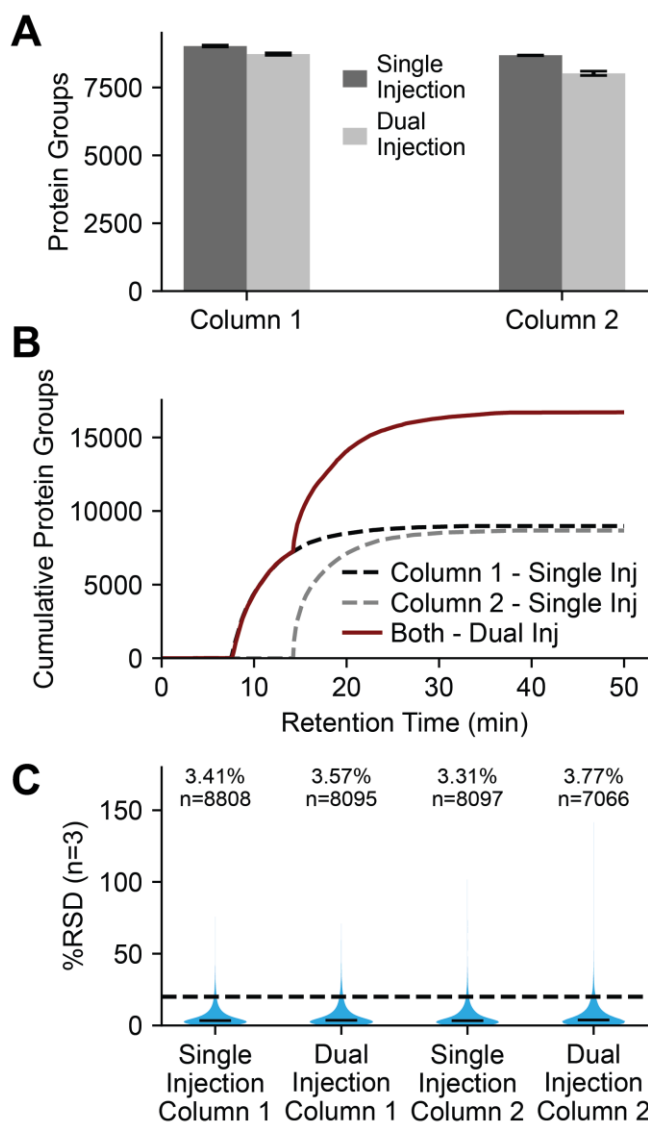 A
Protein Groups
7500
5000
2500
0
Single
Injection
Dual
Injection
Column 1
Column 2
B
Cumulative Protein Groups
15000
10000
5000
0
Column 1 - Single Inj
Column 2 - Single Inj
Both - Dual Inj
0 10 20 30 40 50
Retention Time (min)
C
%RSD (n=3)
3.41% 3.57% 3.31% 3.77%
n=8808 n=8095 n=8097 n=7066
150
100
50
0
Single Dual Single Dual
Injection Injection Injection Injection
Column 1 Column 1 Column 2 Column 2